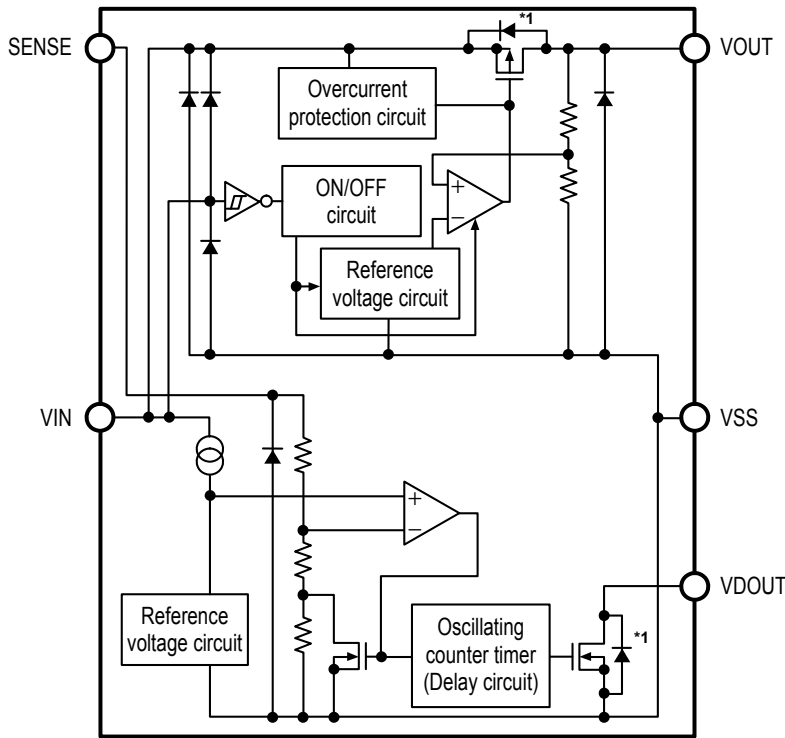 *1
SENSE
VOUT
Overcurrent
protection circuit
ON/OFF
circuit
+
−
Reference
voltage circuit
VIN
VSS
+
−
VDOUT
Reference
voltage circuit
Oscillating
counter timer
(Delay circuit)
*1